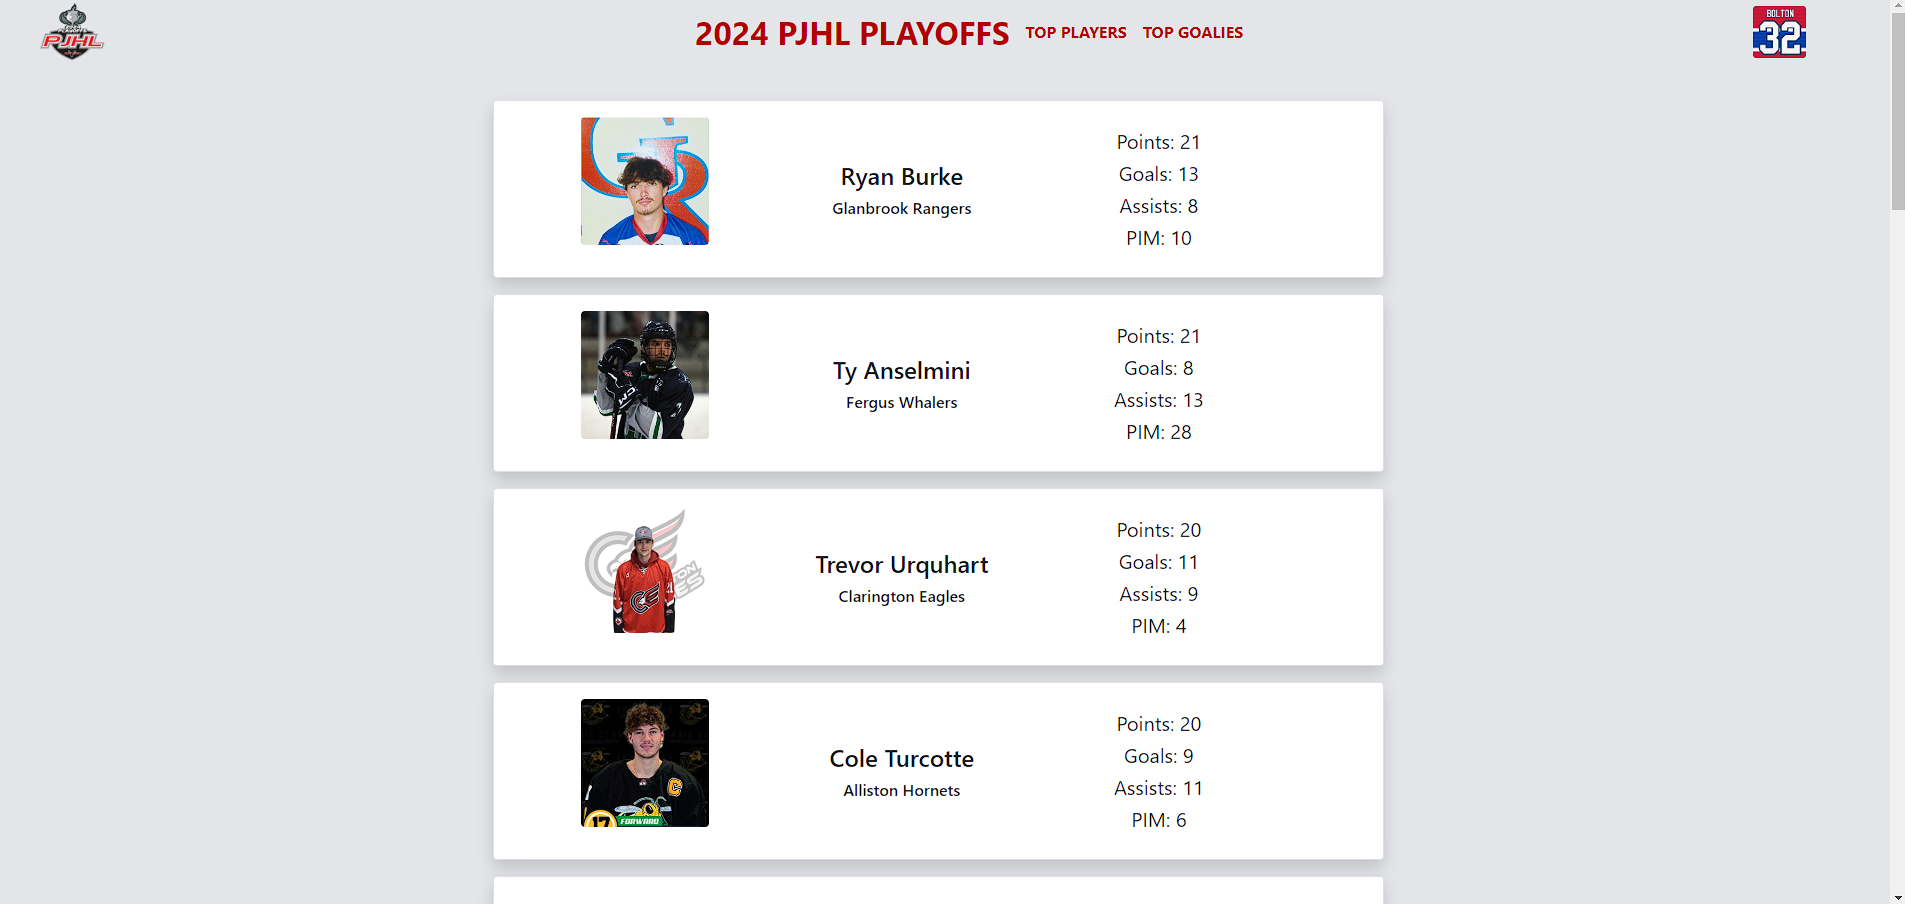 PJHL
2024 PJHL PLAYOFFS
TOP PLAYERS
TOP GOALIES
BOLTON
32
Ryan Burke
Glanbrook Rangers
Points: 21
Goals: 13
Assists: 8
PIM: 10
Ty Anselmini
Fergus Whalers
Points: 21
Goals: 8
Assists: 13
PIM: 28
Trevor Urquhart
Clarington Eagles
Points: 20
Goals: 11
Assists: 9
PIM: 4
17
FORWARD
Cole Turcotte
Alliston Hornets
Points: 20
Goals: 9
Assists: 11
PIM: 6